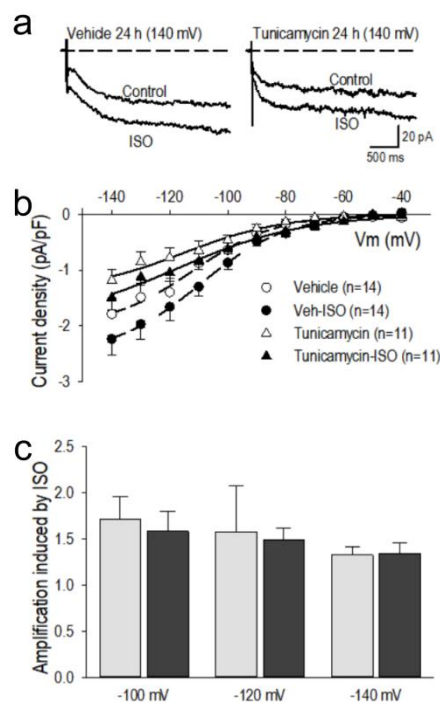 a
Vehide 24 h (140 mV)
Tunicamycin 24 h (140 mV)
Control
ISO
Control
ISO
20 pA
500 ms
b
-140 -120 -100 -80 -60 -40
Vm (mV)
0
-1
-2
-3
Current density (pA/pF)
Vehicle (n=14)
Veh-ISO (n=14)
Tunicamycin (n=11)
Tunicamycin-ISO (n=11)
c
Amplification induced by ISO
2.5
2.0
1.5
1.0
0.5
0.0
-100 mV -120 mV -140 mV